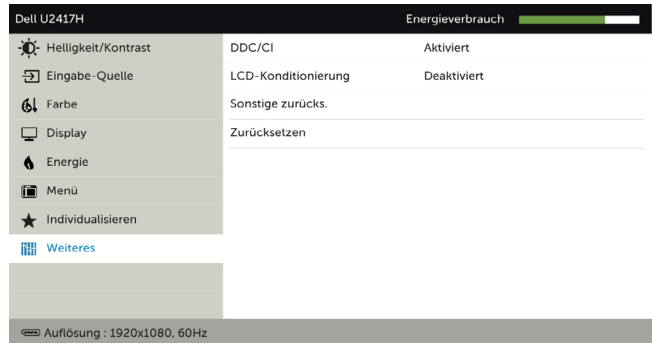 Dell U2417H Energieverbrauch
Helligkeit/Kontrast DDC/CI Aktiviert
Eingabe-Quelle LCD-Konditionierung Deaktiviert
Farbe Sonstige zurücks.
Display Zurücksetzen
Energie
Menü
Individualisieren
Weiteres
Auflösung : 1920x1080, 60Hz